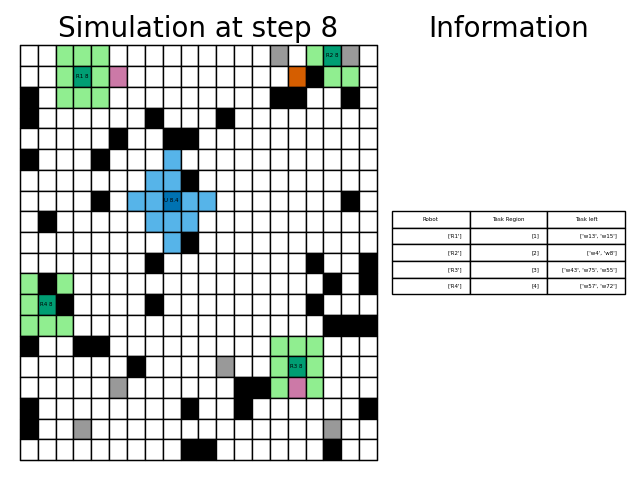 Simulation at step 8
Information
R1 8
R2 8
U 8.4
R4 8
R3 8
Robot Task Region Task left
['R1'] [1] ['w13', 'w15']
['R2'] [2] ['w4', 'w8']
['R3'] [3] ['w43', 'w75', 'w55']
['R4'] [4] ['w57', 'w72']